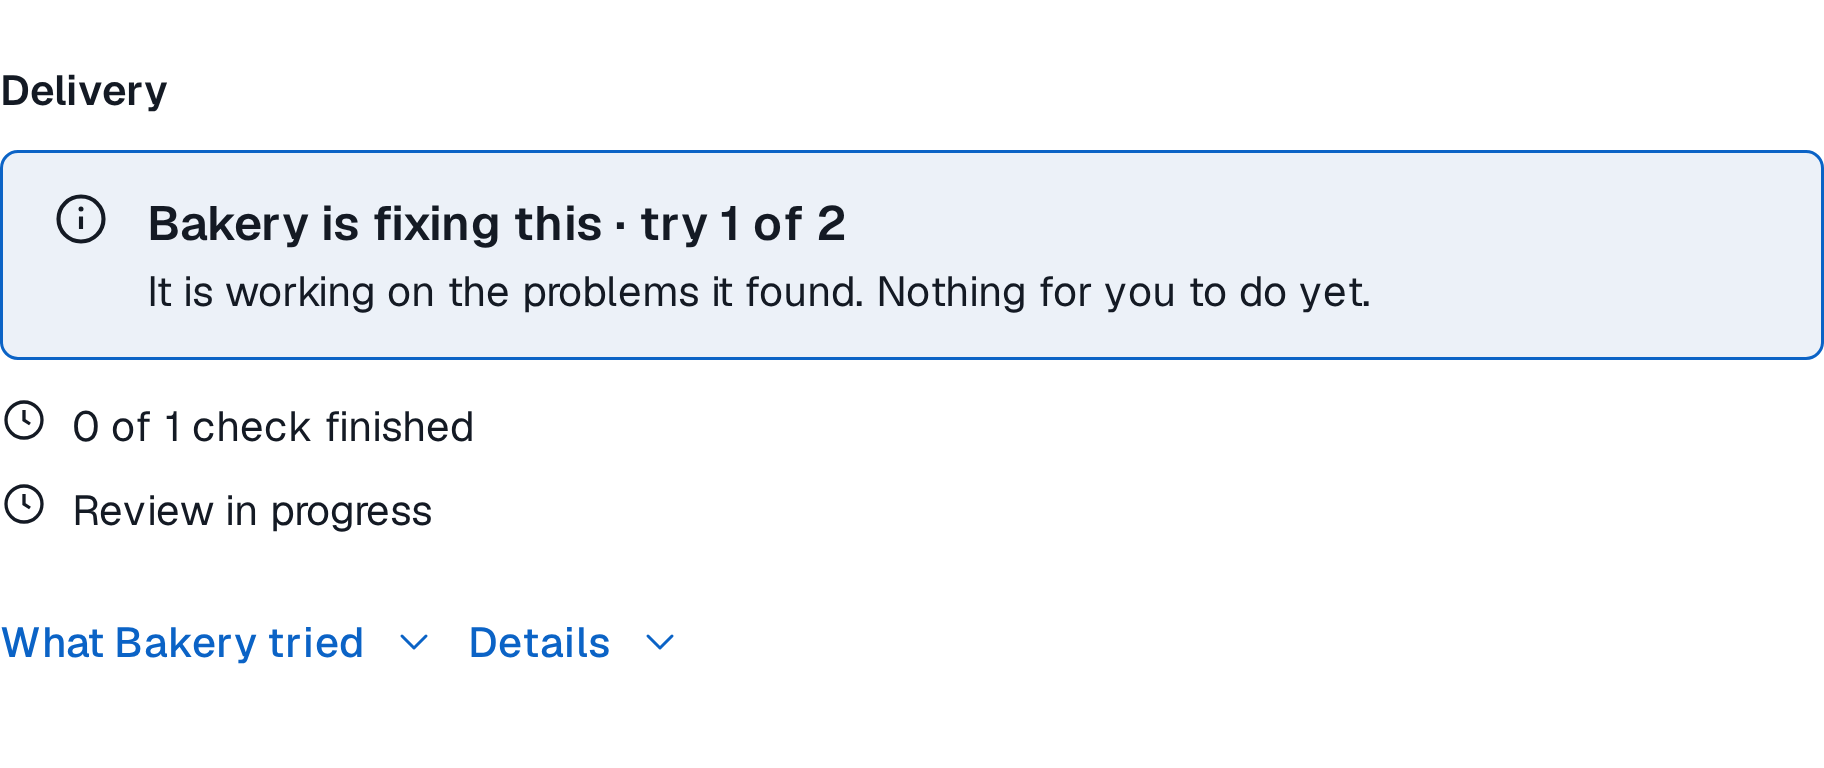 Delivery
Bakery is fixing this · try 1 of 2
It is working on the problems it found. Nothing for you to do yet.
0 of 1 check finished
Review in progress
What Bakery tried Details